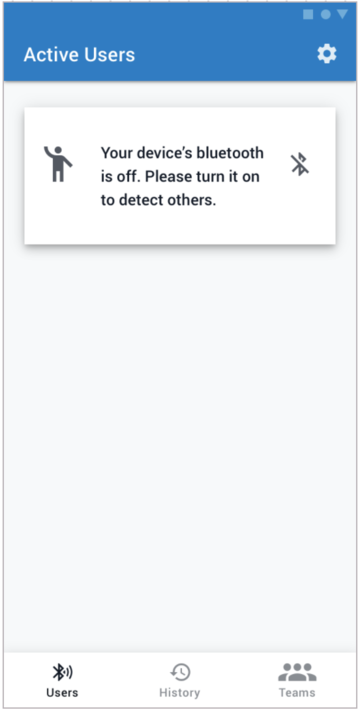 Active Users
Your device's bluetooth
is off. Please turn it on
to detect others.
Users
History
Teams